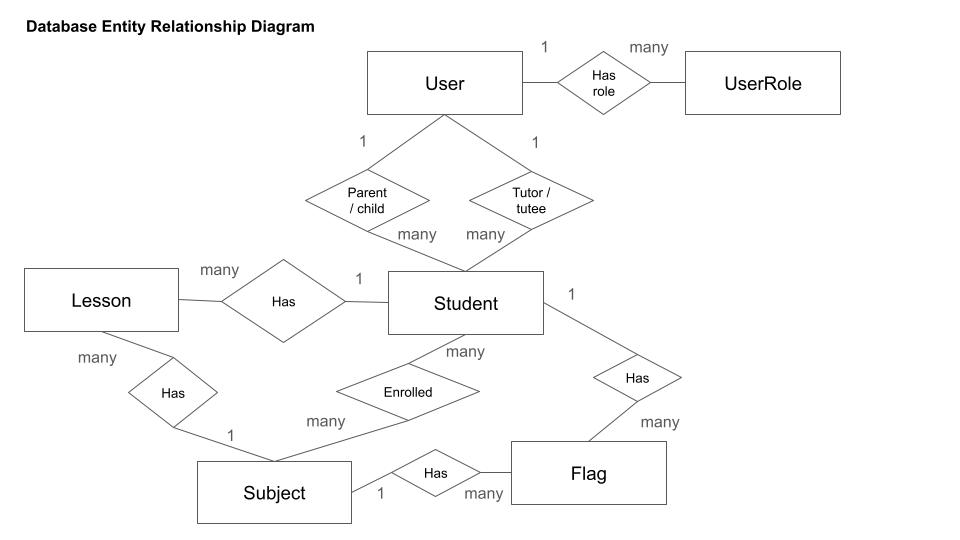 Database Entity Relationship Diagram
1
many
User
Has
role
UserRole
1
1
Parent
/ child
Tutor /
tutee
many
many
many
1
1
Lesson
Has
Student
many
many
Has
Enrolled
Has
many
many
1
Subject
Has
Flag
1
many